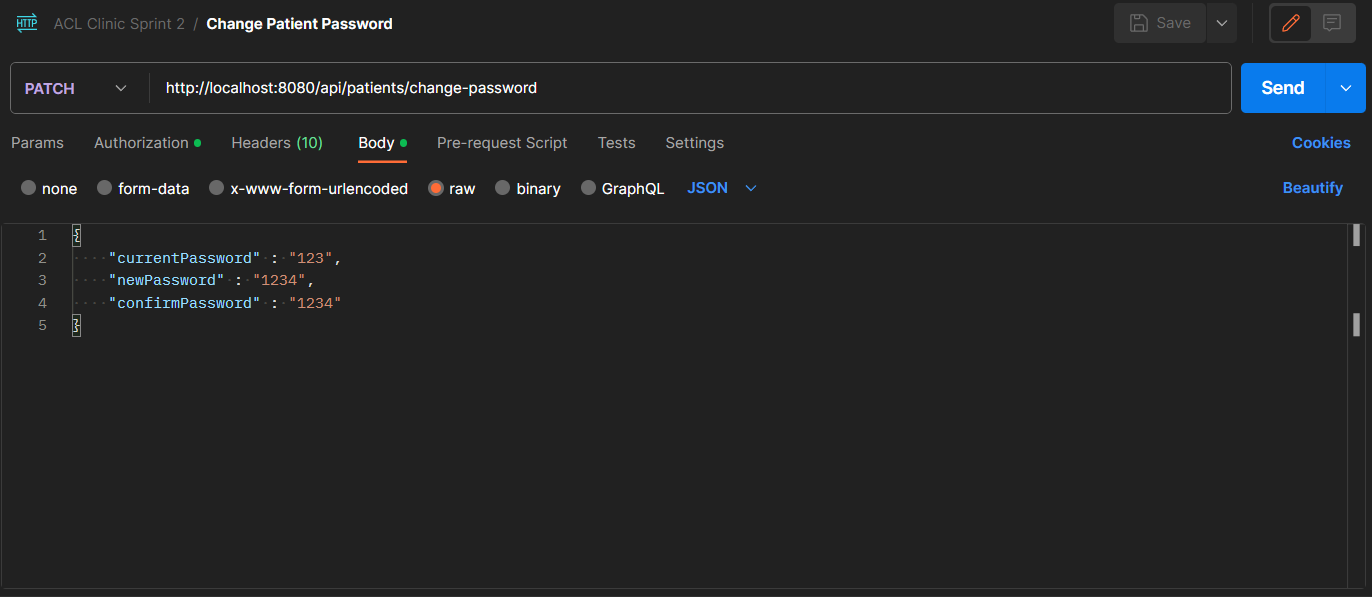 HTTP ACL Clinic Sprint 2 / Change Patient Password Save
PATCH http://localhost:8080/api/patients/change-password Send
Params Authorization Headers (10) Body Pre-request Script Tests Settings Cookies
none form-data x-www-form-urlencoded raw binary GraphQL JSON Beautify
1 {
2 "currentPassword" : "123",
3 "newPassword" : "1234",
4 "confirmPassword" : "1234"
5 }